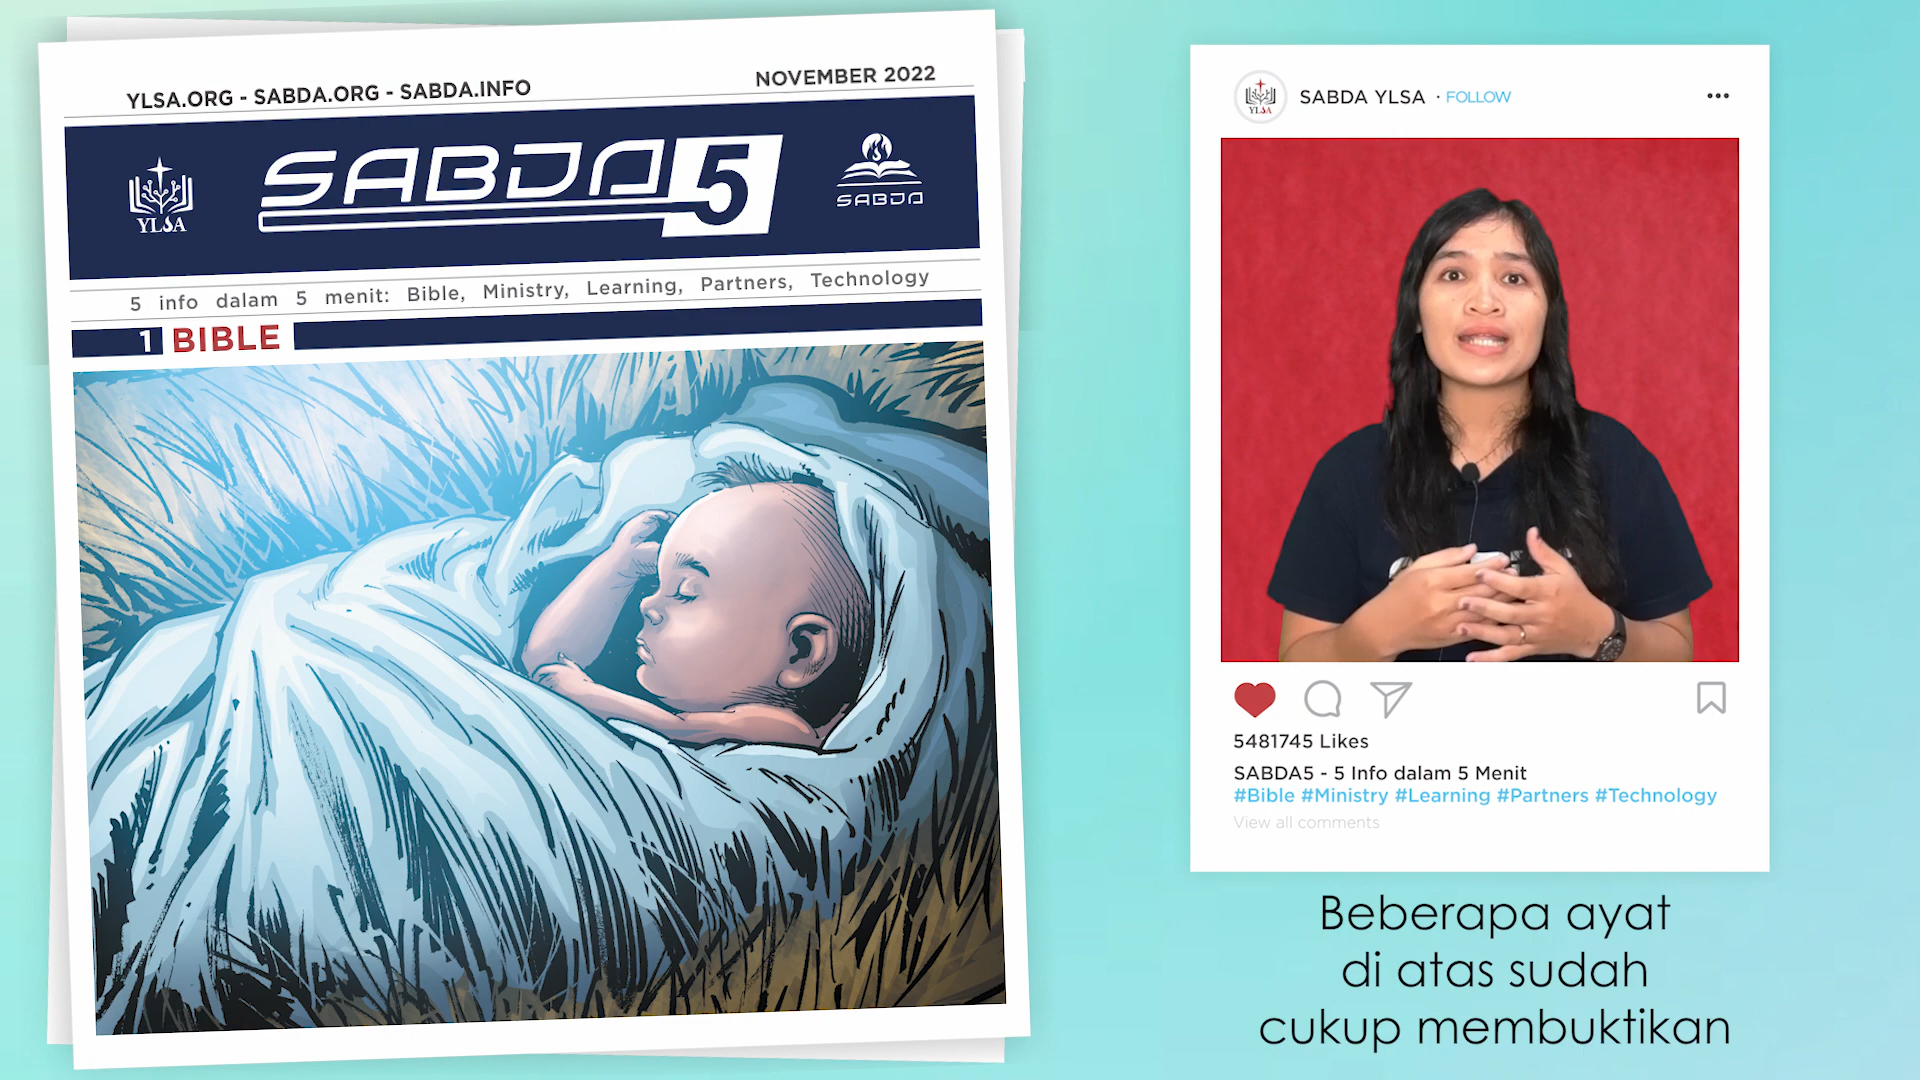 YLSA.ORG - SABDA.ORG - SABDA.INFO
NOVEMBER 2022
YLSA
SABDA5
SABDA
5 info dalam 5 menit: Bible, Ministry, Learning, Partners, Technology
1 BIBLE
YLSA
SABDA YLSA · FOLLOW
5481745 Likes
SABDA5 - 5 Info dalam 5 Menit
#Bible #Ministry #Learning #Partners #Technology
View all comments
Beberapa ayat
di atas sudah
cukup membuktikan